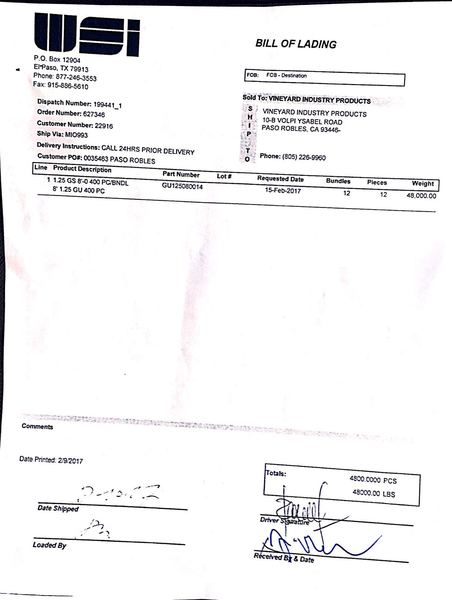 WSI
BILL OF LADING
P.O. Box 12904
El Paso, TX 79913
Phone: 877-246-3553
Fax: 915-886-5610
FOB: FOB - Destination
Dispatch Number: 199441_1
Order Number: 627346
Customer Number: 22916
Ship Via: MIO993
Delivery Instructions: CALL 24HRS PRIOR DELIVERY
Customer PO#: 0035463 PASO ROBLES
Sold To: VINEYARD INDUSTRY PRODUCTS
SHIP TO
VINEYARD INDUSTRY PRODUCTS
10-B VOLPI YSABEL ROAD
PASO ROBLES, CA 93446-
Phone: (805) 226-9960
Line Product Description Part Number Lot # Requested Date Bundles Pieces Weight
1 1.25 GS 8'-0 400 PC/BNDL GU125080014 15-Feb-2017 12 12 48,000.00
8' 1.25 GU 400 PC
Comments
Date Printed: 2/9/2017
Totals: 4800.0000 PCS
48000.00 LBS
Date Shipped
Driver Signature
Loaded By
Received By & Date